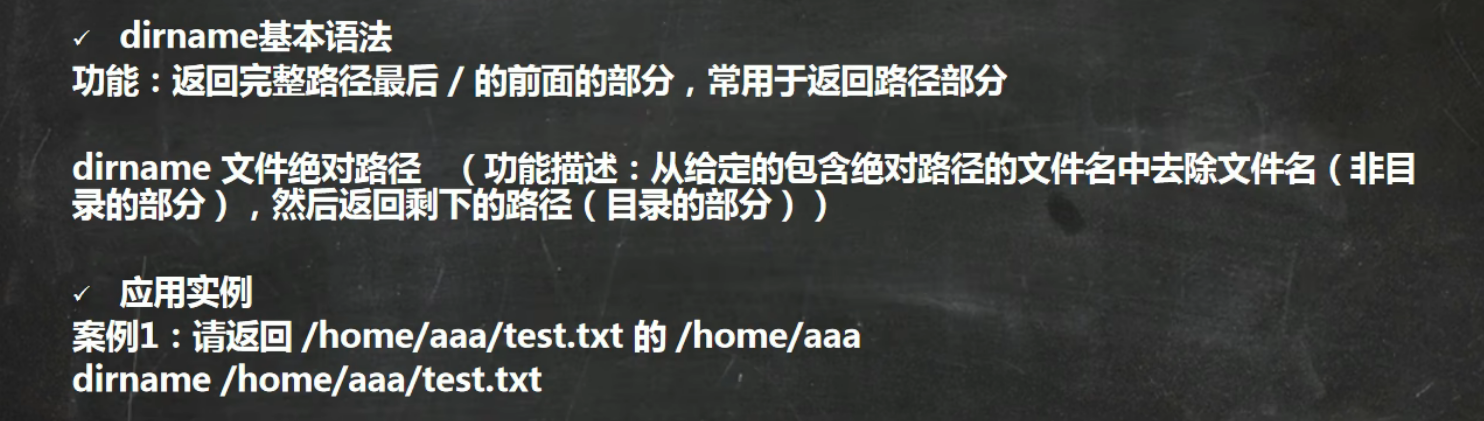 ✓ dirname基本语法
功能：返回完整路径最后 / 的前面的部分，常用于返回路径部分
dirname 文件绝对路径 （功能描述：从给定的包含绝对路径的文件名中去除文件名（非目
录的部分），然后返回剩下的路径（目录的部分））
✓ 应用实例
案例1：请返回 /home/aaa/test.txt 的 /home/aaa
dirname /home/aaa/test.txt